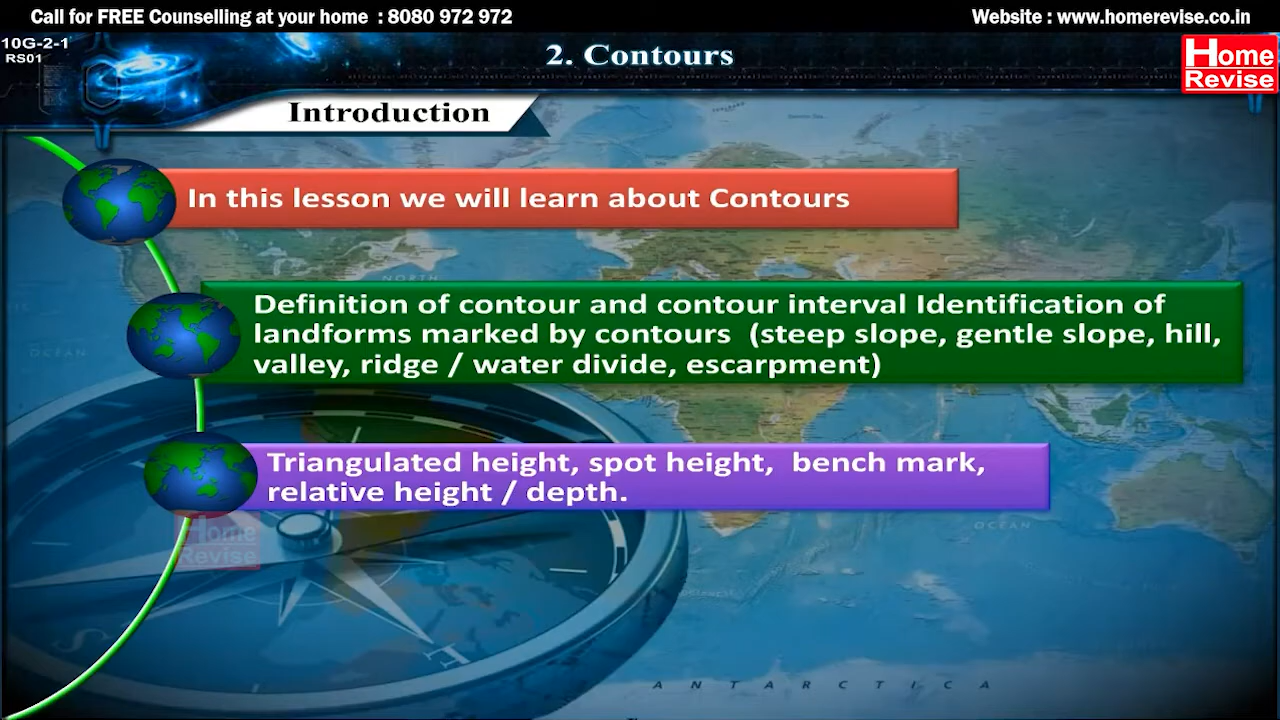 Call for FREE Counselling at your home : 8080 972 972
Website : www.homerevise.co.in
10G-2-1
RS01
2. Contours
Home
Revise
Introduction
In this lesson we will learn about Contours
NORTH
Definition of contour and contour interval Identification of
landforms marked by contours (steep slope, gentle slope, hill,
valley, ridge / water divide, escarpment)
OCEAN
Triangulated height, spot height, bench mark,
relative height / depth.
OCEAN
Home
Revise
S
H
ANTARCTICA